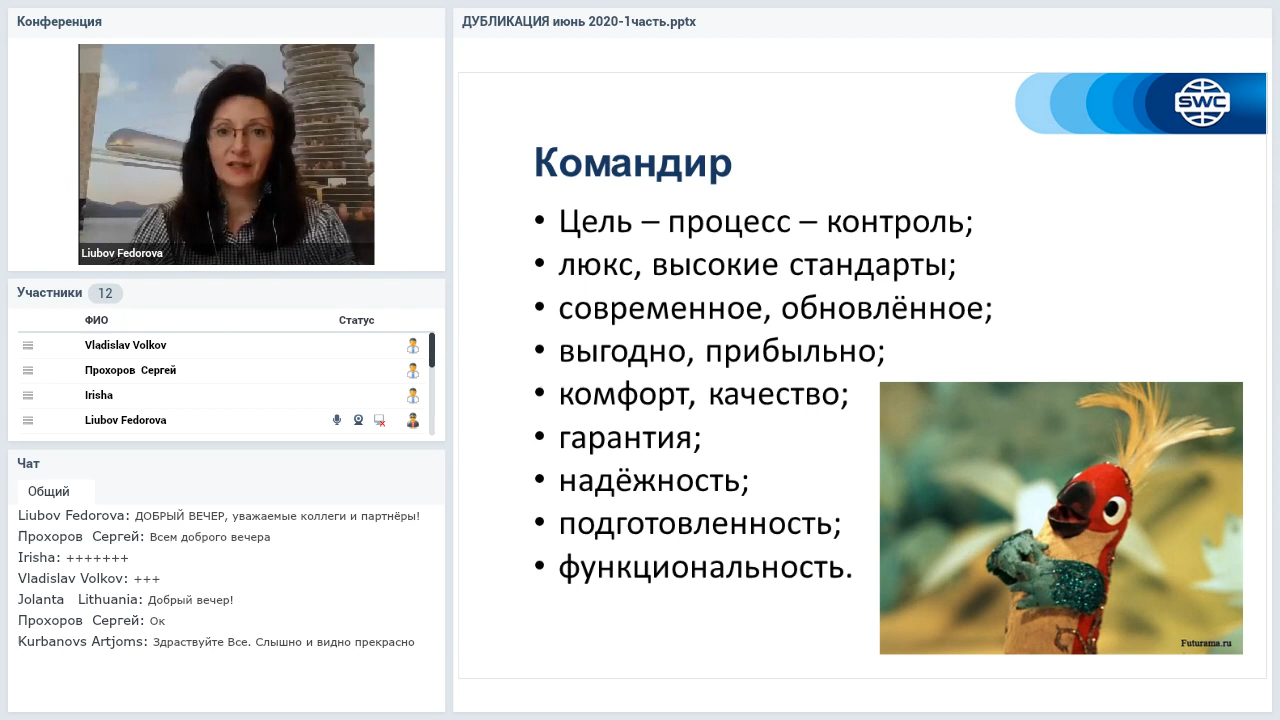 Конференция
Liubov Fedorova
Участники 12
ФИО Статус
Vladislav Volkov
Прохоров Сергей
Irisha
Liubov Fedorova
Чат
Общий
Liubov Fedorova: ДОБРЫЙ ВЕЧЕР, уважаемые коллеги и партнёры!
Прохоров Сергей: Всем доброго вечера
Irisha: +++++++
Vladislav Volkov: +++
Jolanta Lithuania: Добрый вечер!
Прохоров Сергей: Ок
Kurbanovs Artjoms: Здраствуйте Все. Слышно и видно прекрасно
ДУБЛИКАЦИЯ июнь 2020-1часть.pptx
SWC
Командир
• Цель – процесс – контроль;
• люкс, высокие стандарты;
• современное, обновлённое;
• выгодно, прибыльно;
• комфорт, качество;
• гарантия;
• надёжность;
• подготовленность;
• функциональность.
Futurama.ru